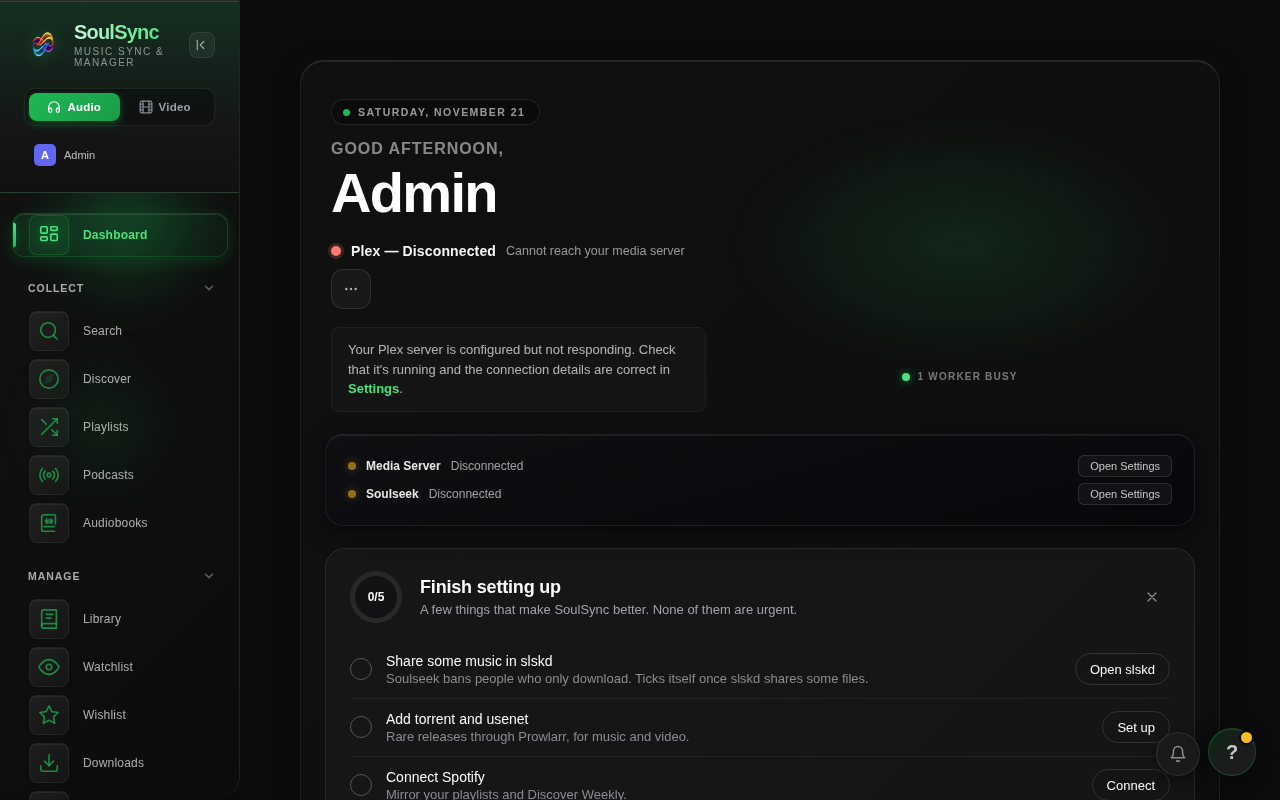 SoulSync
MUSIC SYNC &
MANAGER
Audio
Video
A
Admin
Dashboard
COLLECT
Search
Discover
Playlists
Podcasts
Audiobooks
MANAGE
Library
Watchlist
Wishlist
Downloads
SATURDAY, NOVEMBER 21
GOOD AFTERNOON,
Admin
Plex — Disconnected Cannot reach your media server
Your Plex server is configured but not responding. Check
that it's running and the connection details are correct in
Settings.
1 WORKER BUSY
Media Server Disconnected Open Settings
Soulseek Disconnected Open Settings
0/5
Finish setting up
A few things that make SoulSync better. None of them are urgent.
Share some music in slskd
Soulseek bans people who only download. Ticks itself once slskd shares some files.
Open slskd
Add torrent and usenet
Rare releases through Prowlarr, for music and video.
Set up
Connect Spotify
Mirror your playlists and Discover Weekly.
Connect
?